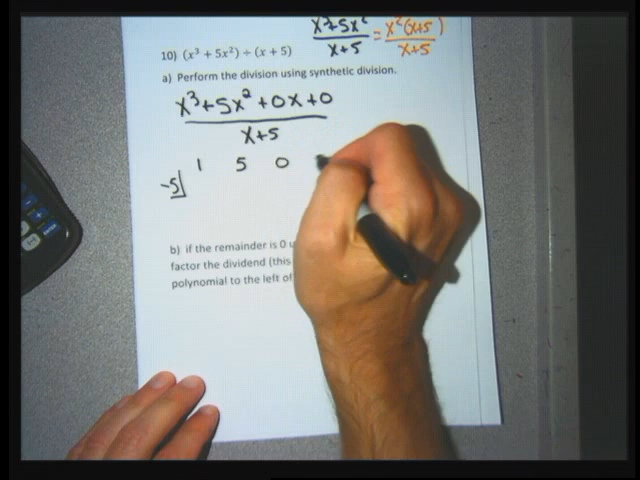 x³+5x² = x²(x+5)
x+5 x+5
10) (x³ + 5x²) ÷ (x + 5)
a) Perform the division using synthetic division.
x³+5x²+0x+0
x+5
-5 1 5 0
b) if the remainder is 0 u
factor the dividend (this
polynomial to the left of